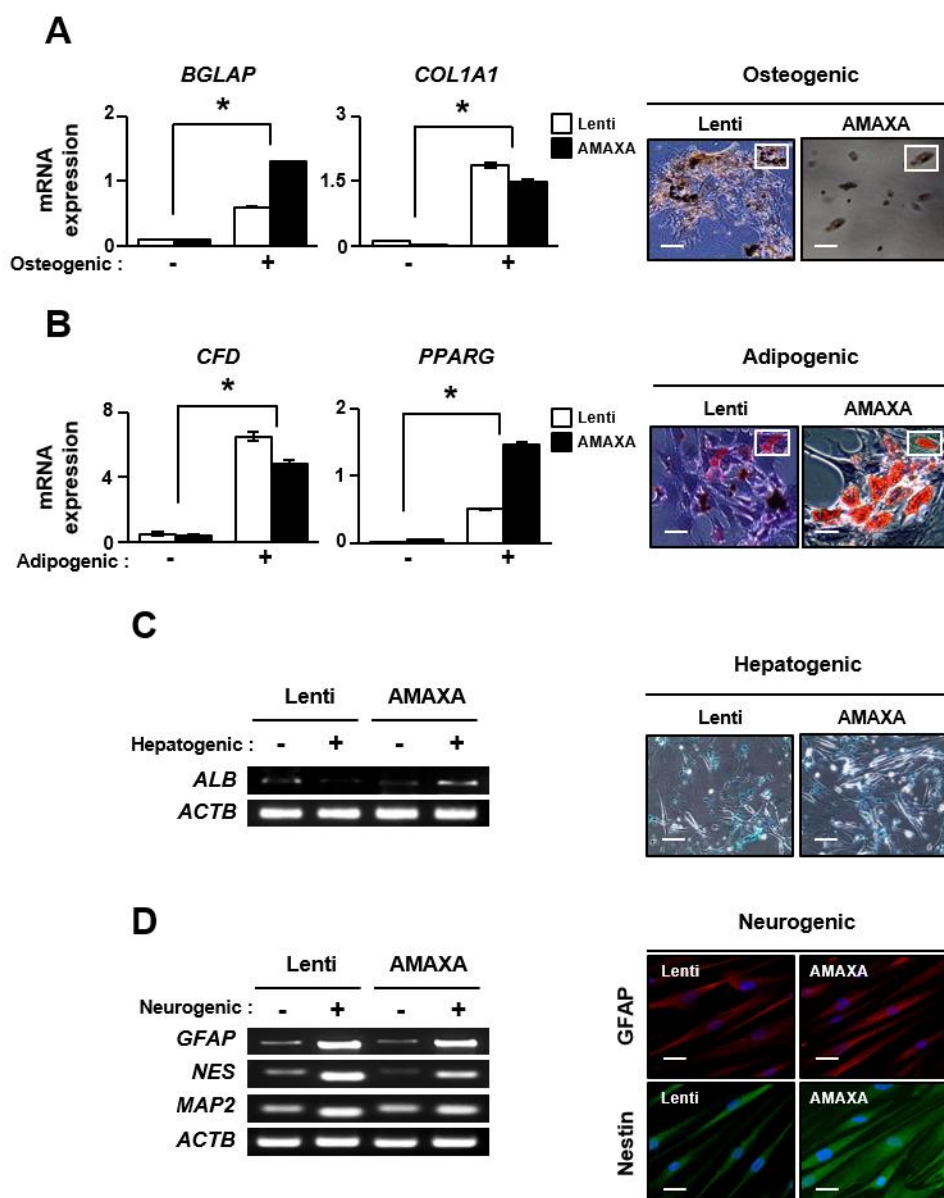 A
BGLAP
COL1A1
Osteogenic
*
*
Lenti
AMAXA
Lenti
AMAXA
mRNA
expression
2
1
0
3
1.5
0
Osteogenic :
-
+
-
+
B
CFD
PPARG
Adipogenic
*
*
Lenti
AMAXA
Lenti
AMAXA
mRNA
expression
8
4
0
2
1
0
Adipogenic :
-
+
-
+
C
Hepatogenic
Lenti
AMAXA
Lenti
AMAXA
Hepatogenic :
-
+
-
+
ALB
ACTB
D
Neurogenic
Lenti
AMAXA
Neurogenic :
-
+
-
+
GFAP
NES
MAP2
ACTB
GFAP
Lenti
AMAXA
Nestin
Lenti
AMAXA